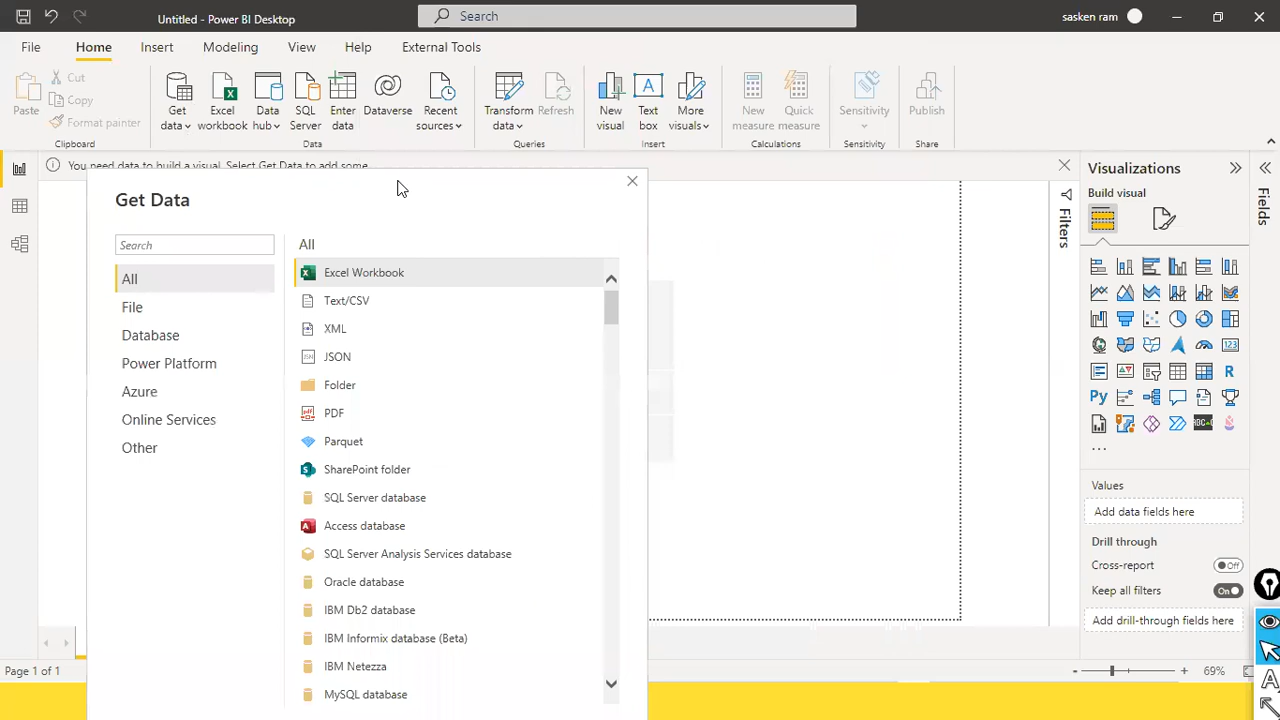 Untitled - Power BI Desktop
Search
sasken ram
File Home Insert Modeling View Help External Tools
Paste
Cut
Copy
Format painter
Get data
Excel workbook
Data hub
SQL Server
Enter data
Dataverse
Recent sources
Transform data
Refresh
New visual
Text box
More visuals
New measure
Quick measure
Sensitivity
Publish
Clipboard
Data
Queries
Insert
Calculations
Sensitivity
Share
You need data to build a visual. Select Get Data to add some.
Get Data
Search
All
File
Database
Power Platform
Azure
Online Services
Other
All
Excel Workbook
Text/CSV
XML
JSON
Folder
PDF
Parquet
SharePoint folder
SQL Server database
Access database
SQL Server Analysis Services database
Oracle database
IBM Db2 database
IBM Informix database (Beta)
IBM Netezza
MySQL database
Filters
Visualizations
Build visual
Fields
Values
Add data fields here
Drill through
Cross-report
Off
Keep all filters
On
Add drill-through fields here
Page 1 of 1
69%